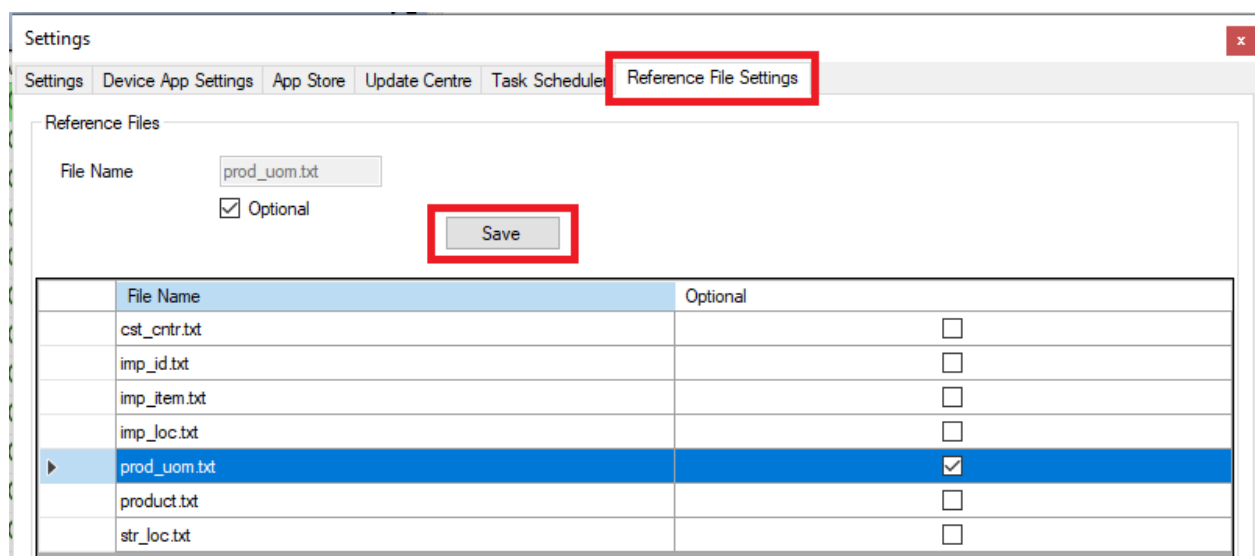 Settings
x
Settings Device App Settings App Store Update Centre Task Scheduler Reference File Settings
Reference Files
File Name prod_uom.txt
Optional
Save
File Name Optional
cst_cntr.txt
imp_id.txt
imp_item.txt
imp_loc.txt
prod_uom.txt
product.txt
str_loc.txt